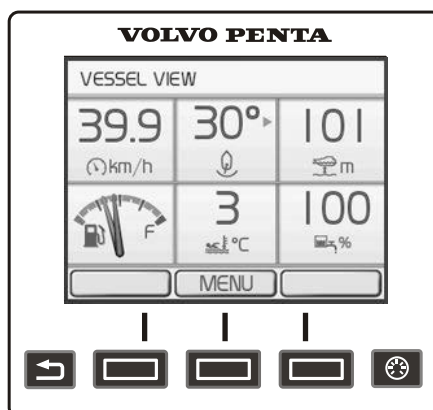 VOLVO PENTA
VESSEL VIEW
39.9 30° 101
km/h m
F 3 100
°C %
MENU